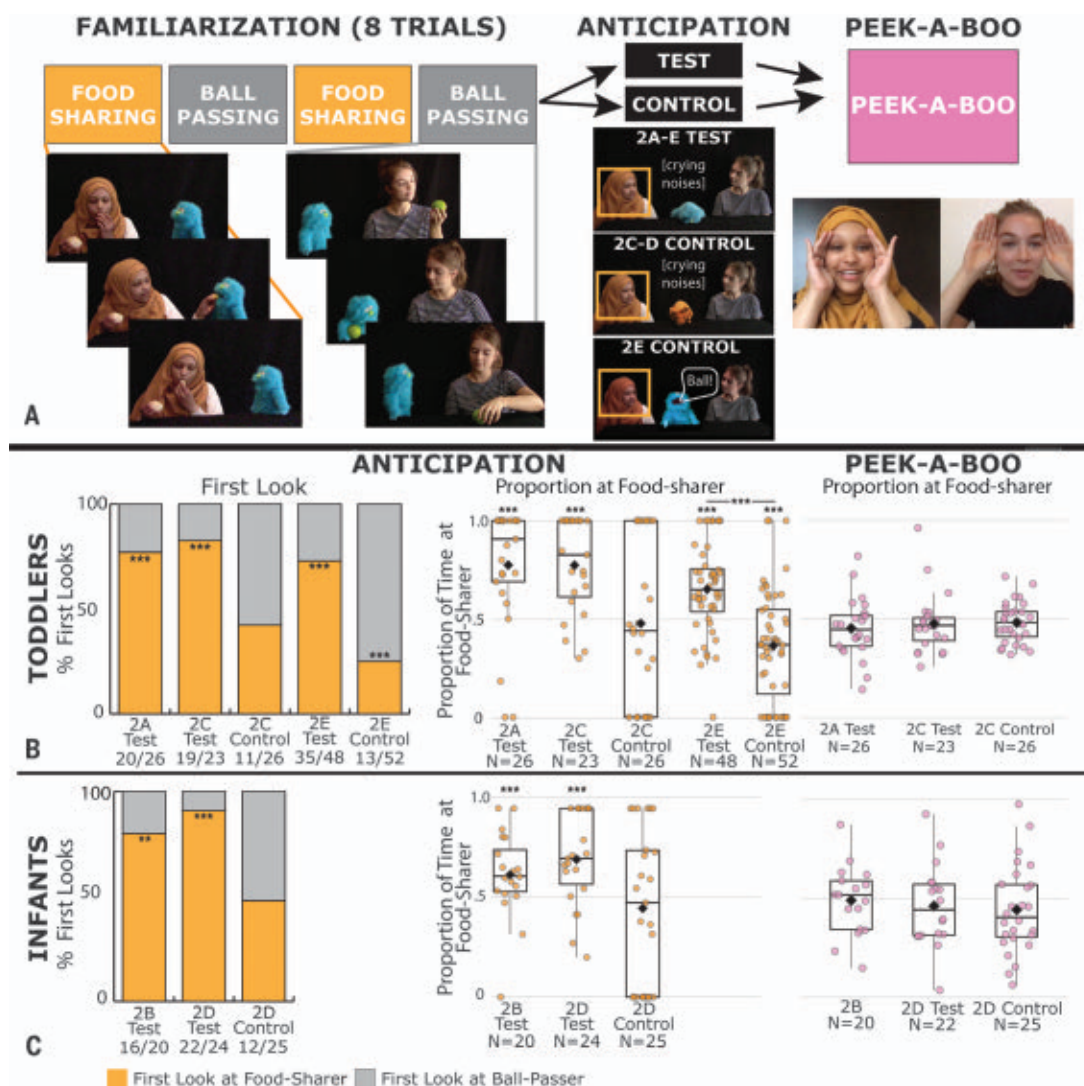 FAMILIARIZATION (8 TRIALS)
ANTICIPATION
PEEK-A-BOO
FOOD
SHARING
BALL
PASSING
FOOD
SHARING
BALL
PASSING
TEST
CONTROL
PEEK-A-BOO
2A-E TEST
[crying
noises]
2C-D CONTROL
[crying
noises]
2E CONTROL
Ball!
A
ANTICIPATION
PEEK-A-BOO
First Look
Proportion at Food-sharer
Proportion at Food-sharer
TODDLERS
% First Looks
100
50
0
***
***
***
***
2A
Test
20/26
2C
Test
19/23
2C
Control
11/26
2E
Test
35/48
2E
Control
13/52
Proportion of Time at
Food-Sharer
1.0
.5
0
***
***
***
***
***
2A
Test
N=26
2C
Test
N=23
2C
Control
N=26
2E
Test
N=48
2E
Control
N=52
2A Test
N=26
2C Test
N=23
2C Control
N=26
B
INFANTS
% First Looks
100
50
0
**
***
2B
Test
16/20
2D
Test
22/24
2D
Control
12/25
Proportion of Time at
Food-Sharer
1.0
.5
0
***
***
2B
Test
N=20
2D
Test
N=24
2D
Control
N=25
2B
N=20
2D Test
N=22
2D Control
N=25
C
First Look at Food-Sharer
First Look at Ball-Passer